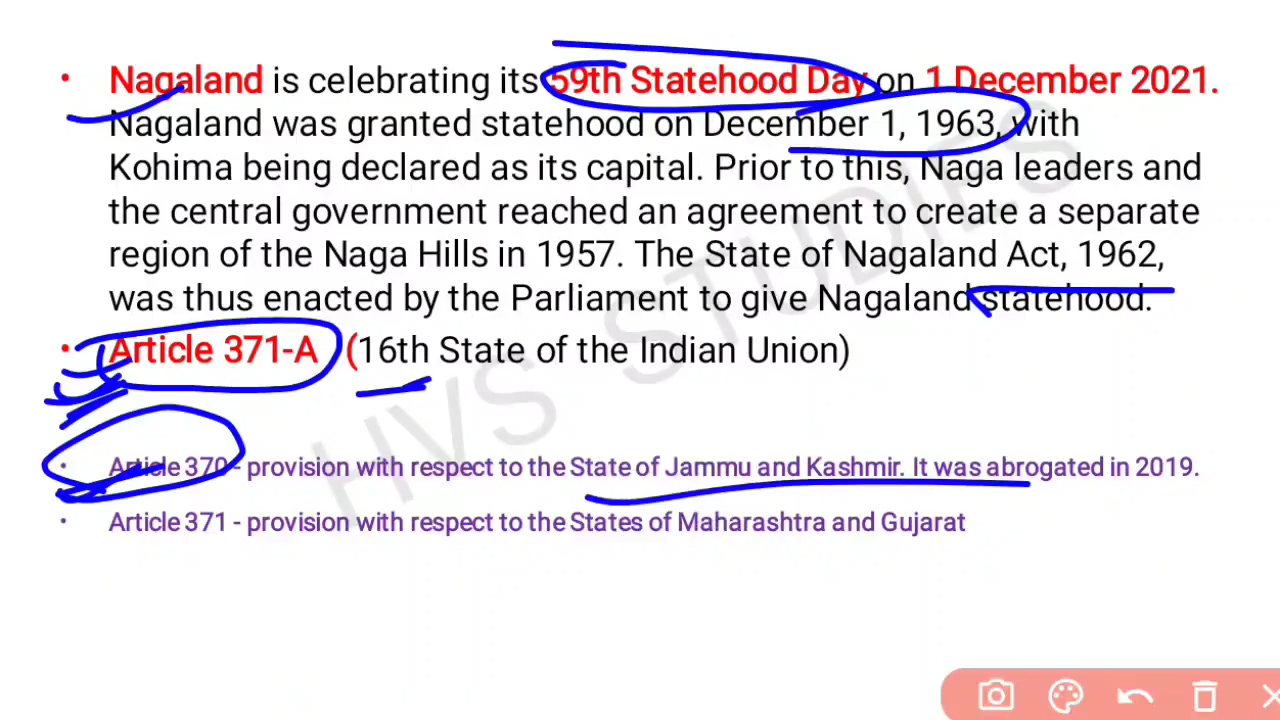 • Nagaland is celebrating its 59th Statehood Day on 1 December 2021.
Nagaland was granted statehood on December 1, 1963, with
Kohima being declared as its capital. Prior to this, Naga leaders and
the central government reached an agreement to create a separate
region of the Naga Hills in 1957. The State of Nagaland Act, 1962,
was thus enacted by the Parliament to give Nagaland statehood.
• Article 371-A (16th State of the Indian Union)
• Article 370 - provision with respect to the State of Jammu and Kashmir. It was abrogated in 2019.
• Article 371 - provision with respect to the States of Maharashtra and Gujarat
HVS STUDIES